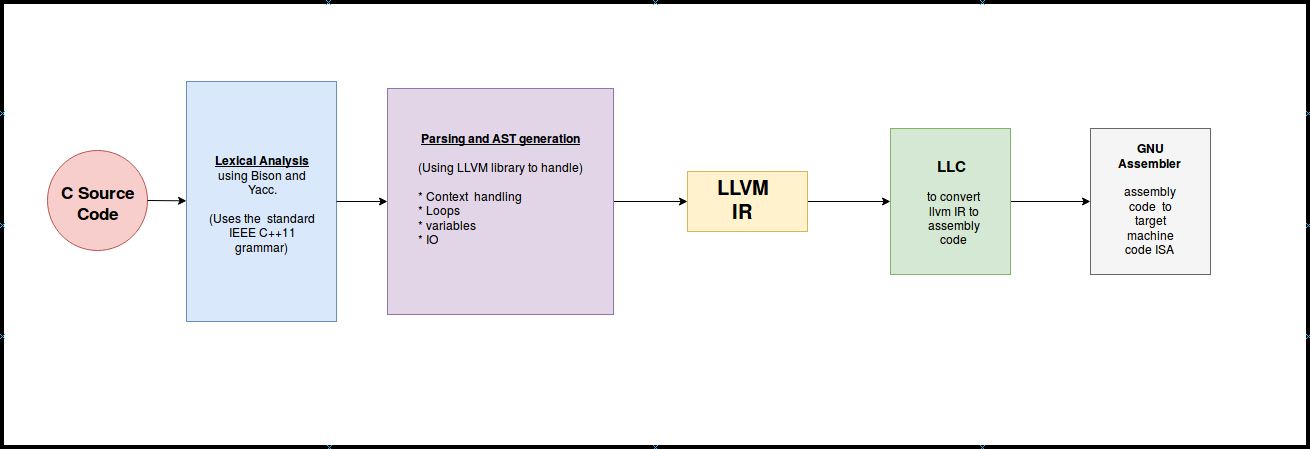 C Source
Code
Lexical Analysis
using Bison and
Yacc.
(Uses the standard
IEEE C++11
grammar)
Parsing and AST generation
(Using LLVM library to handle)
* Context handling
* Loops
* variables
* IO
LLVM
IR
LLC
to convert
llvm IR to
assembly
code
GNU
Assembler
assembly
code to
target
machine
code ISA